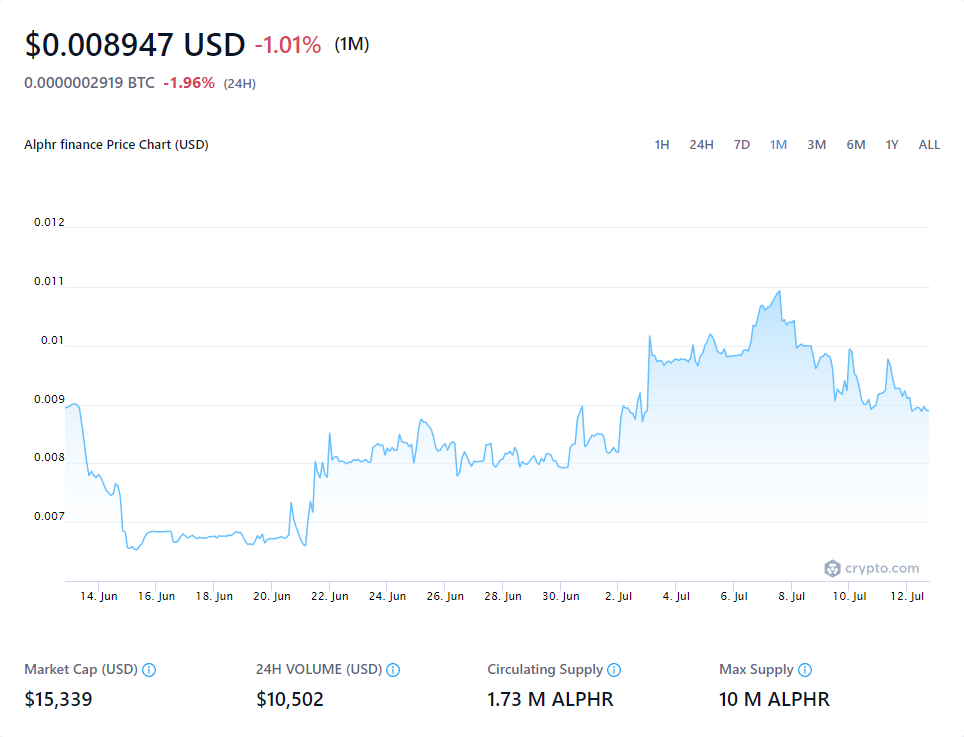 $0.008947 USD -1.01% (1M)
0.0000002919 BTC -1.96% (24H)
Alphr finance Price Chart (USD) 1H 24H 7D 1M 3M 6M 1Y ALL
0.012
0.011
0.01
0.009
0.008
0.007
crypto.com
14. Jun 16. Jun 18. Jun 20. Jun 22. Jun 24. Jun 26. Jun 28. Jun 30. Jun 2. Jul 4. Jul 6. Jul 8. Jul 10. Jul 12. Jul
Market Cap (USD) 24H VOLUME (USD) Circulating Supply Max Supply
$15,339 $10,502 1.73 M ALPHR 10 M ALPHR